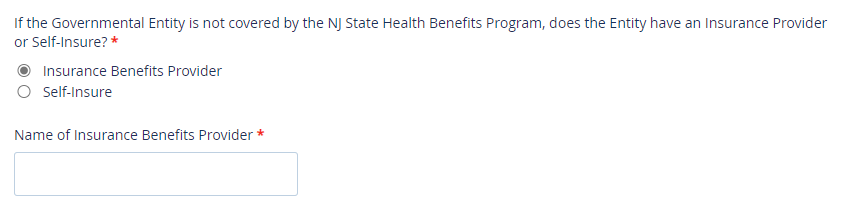 If the Governmental Entity is not covered by the NJ State Health Benefits Program, does the Entity have an Insurance Provider
or Self-Insure? *
Insurance Benefits Provider
Self-Insure
Name of Insurance Benefits Provider *